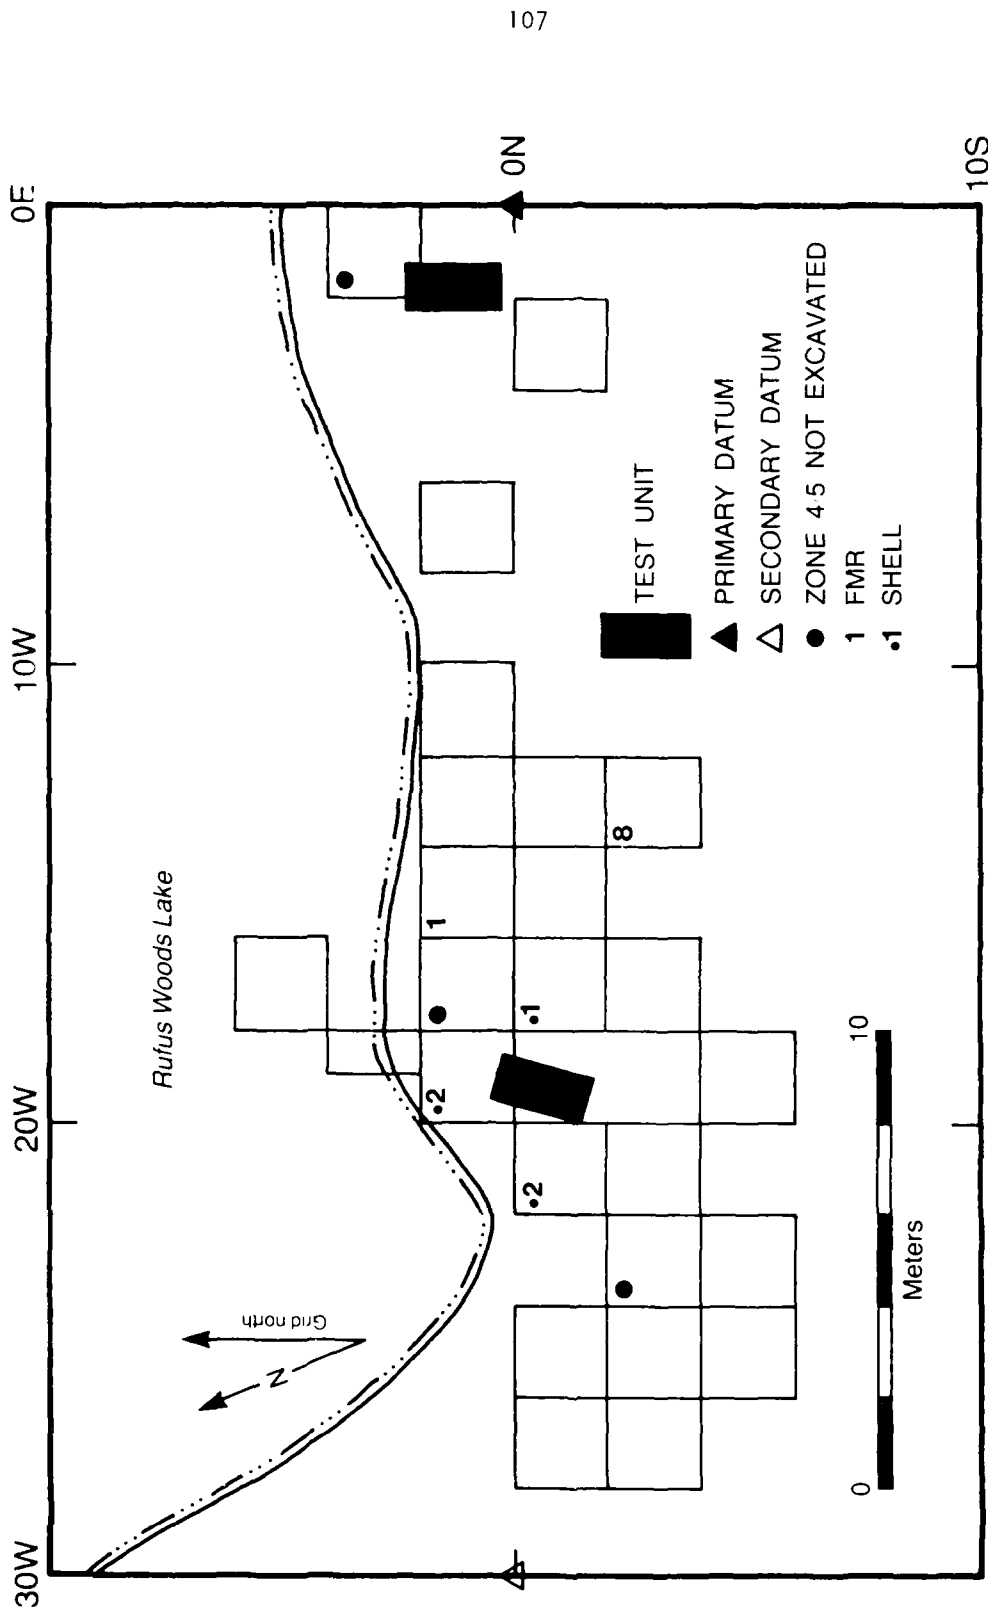 107
30W
20W
10W
0E
Rufus Woods Lake
N
Grid north
0N
10S
•2
•2
•1
1
8
TEST UNIT
PRIMARY DATUM
SECONDARY DATUM
ZONE 4·5 NOT EXCAVATED
1 FMR
•1 SHELL
0 10
Meters